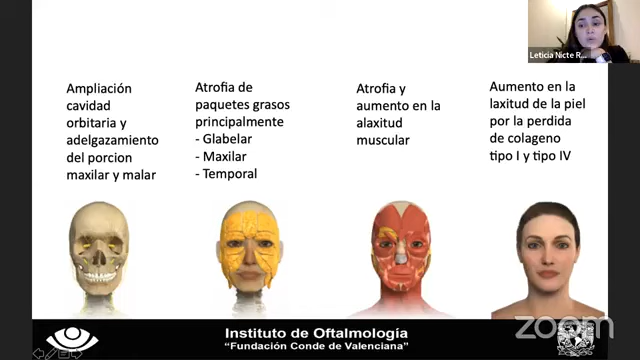 Leticia Nicte R...
Ampliación
cavidad
orbitaria y
adelgazamiento
del porcion
maxilar y malar
Atrofia de
paquetes grasos
principalmente
- Glabelar
- Maxilar
- Temporal
Atrofia y
aumento en la
alaxitud
muscular
Aumento en la
laxitud de la piel
por la perdida
de colageno
tipo I y tipo IV
Instituto de Oftalmología
“Fundación Conde de Valenciana”
zoom